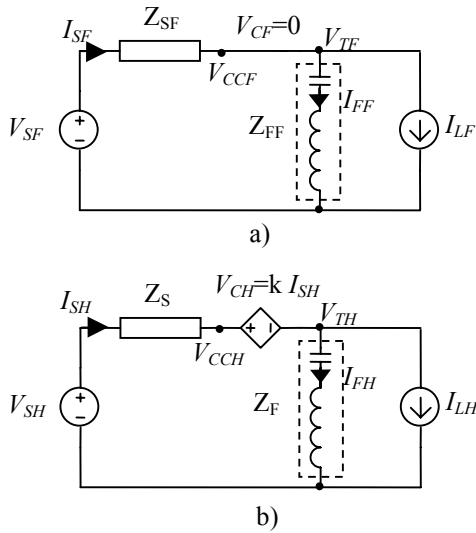 I_SF Z_SF V_CF=0 V_TF
V_CCF
I_FF
V_SF + − Z_FF I_LF
a)
I_SH Z_S V_CH=k I_SH
+ − V_TH
V_CCH
I_FH
V_SH + − Z_F I_LH
b)